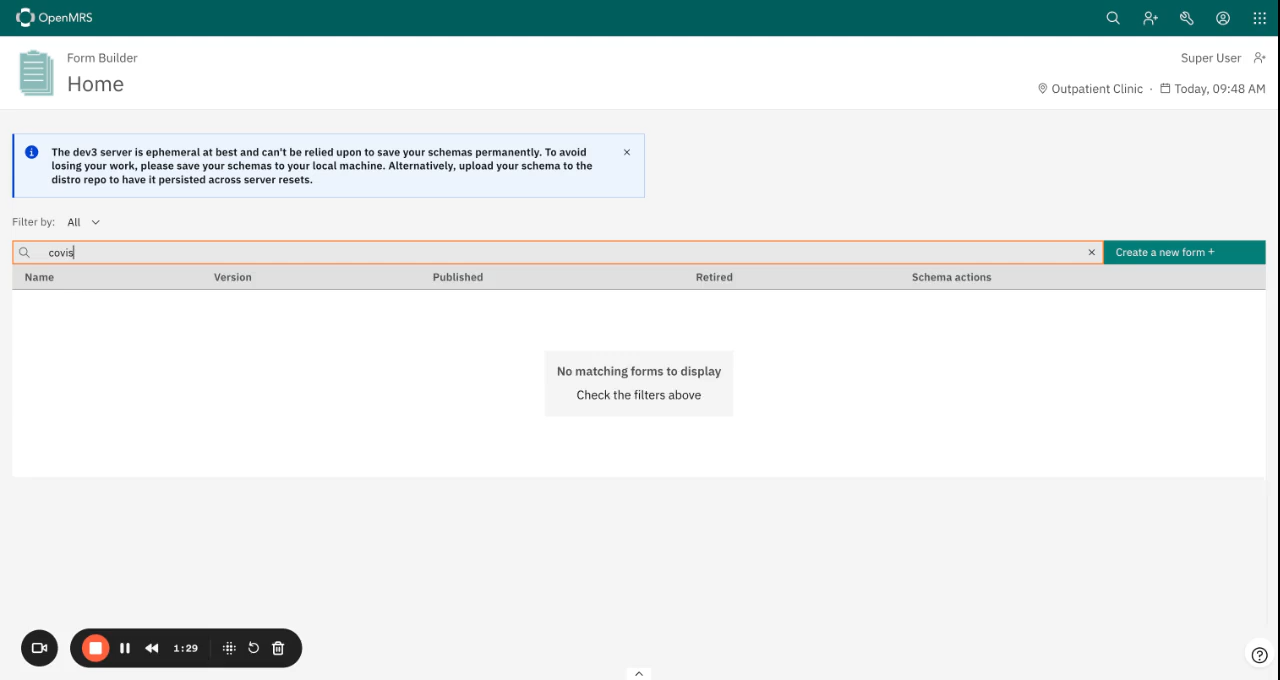 OpenMRS
Form Builder
Home
Super User
Outpatient Clinic · Today, 09:48 AM
The dev3 server is ephemeral at best and can't be relied upon to save your schemas permanently. To avoid
losing your work, please save your schemas to your local machine. Alternatively, upload your schema to the
distro repo to have it persisted across server resets.
Filter by: All
covis
Create a new form +
Name Version Published Retired Schema actions
No matching forms to display
Check the filters above
1:29